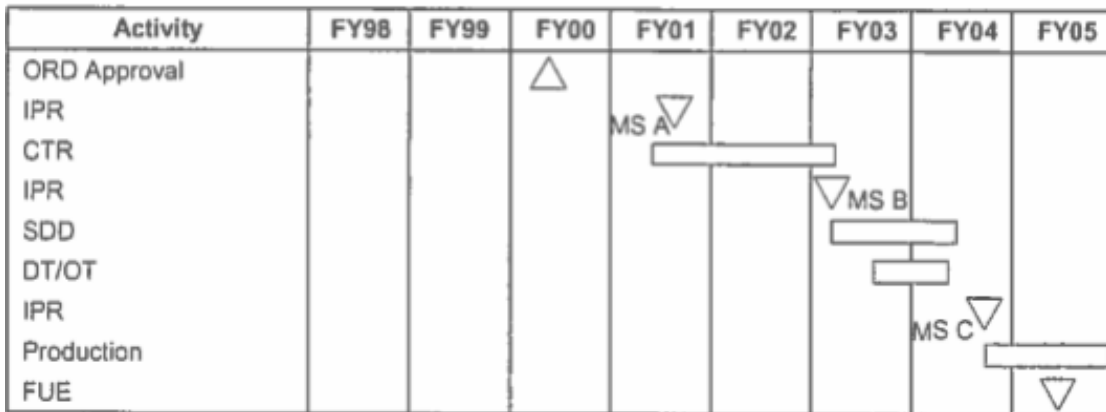 Activity FY98 FY99 FY00 FY01 FY02 FY03 FY04 FY05
ORD Approval
IPR
MS A
CTR
IPR MS B
SDD
DT/OT
IPR
MS C
Production
FUE